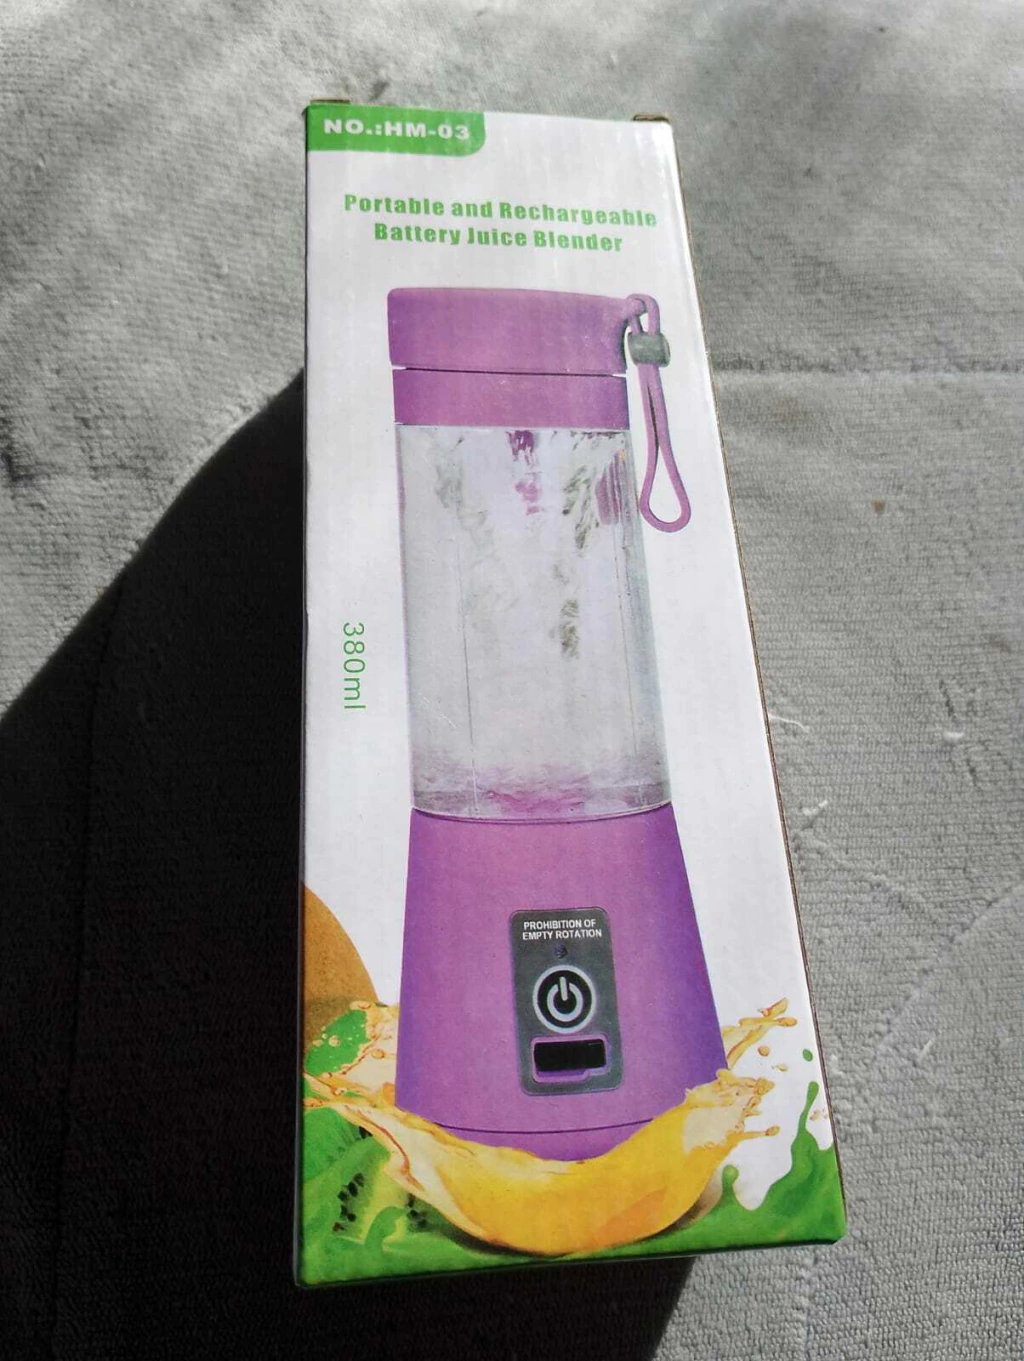 NO.:HM-03
Portable and Rechargeable
Battery Juice Blender
380ml
PROHIBITION OF
EMPTY ROTATION